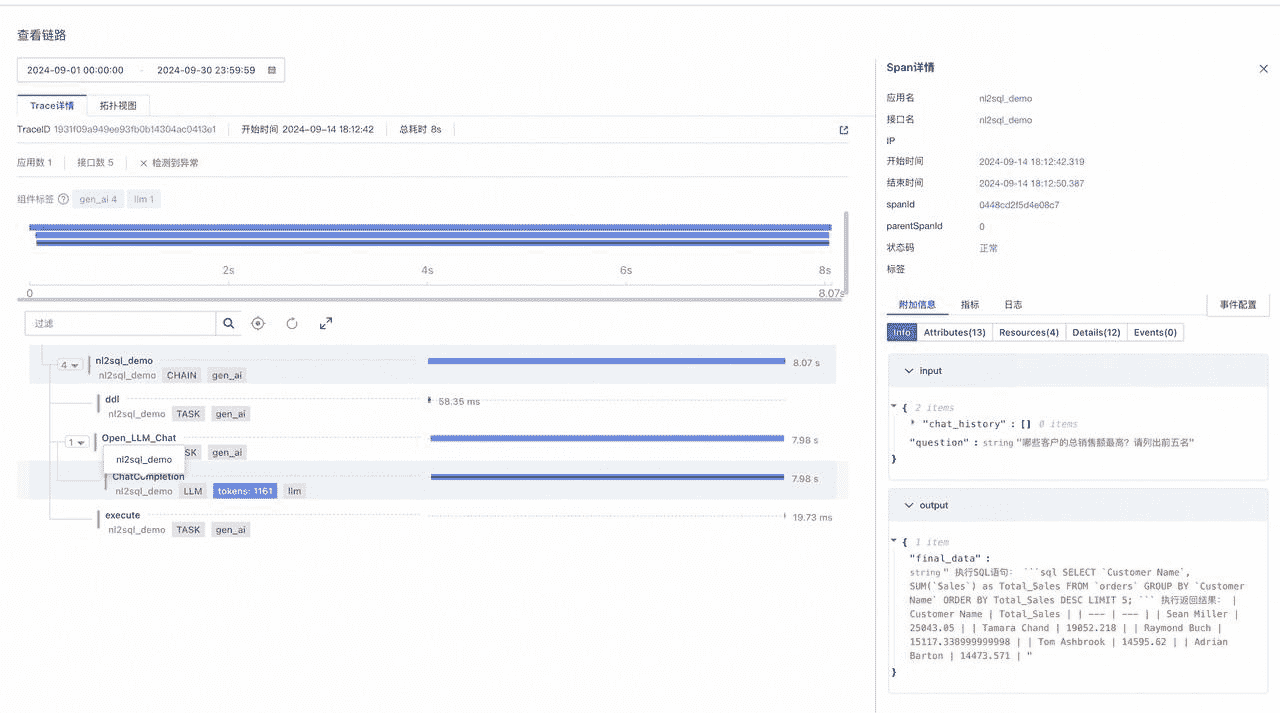 查看链路
2024-09-01 00:00:00 - 2024-09-30 23:59:59
Trace详情 拓扑视图
TraceID 1931f09a949ee93fb0b14304ac0413e1 开始时间 2024-09-14 18:12:42 总耗时 8s
应用数 1 接口数 5 检测到异常
组件标签 gen_ai 4 llm 1
2s 4s 6s 8s
0 8.07s
过滤
4 nl2sql_demo 8.07 s
nl2sql_demo CHAIN gen_ai
ddl 58.35 ms
nl2sql_demo TASK gen_ai
1 Open_LLM_Chat 7.98 s
nl2sql_demo SK gen_ai
ChatCompletion 7.98 s
nl2sql_demo LLM tokens: 1161 llm
execute 19.73 ms
nl2sql_demo TASK gen_ai
Span详情
应用名 nl2sql_demo
接口名 nl2sql_demo
IP
开始时间 2024-09-14 18:12:42.319
结束时间 2024-09-14 18:12:50.387
spanId 0448cd2f5d4e08c7
parentSpanId 0
状态码 正常
标签
附加信息 指标 日志 事件配置
Info Attributes(13) Resources(4) Details(12) Events(0)
input
{ 2 items
"chat_history" : [] 0 items
"question" : string "哪些客户的总销售额最高？请列出前五名"
}
output
{ 1 item
"final_data" :
string " 执行SQL语句： ```sql SELECT `Customer Name`,
SUM(`Sales`) as Total_Sales FROM `orders` GROUP BY `Customer
Name` ORDER BY Total_Sales DESC LIMIT 5; ``` 执行返回结果： |
Customer Name | Total_Sales | | --- | --- | | Sean Miller |
25043.05 | | Tamara Chand | 19052.218 | | Raymond Buch |
15117.338999999998 | | Tom Ashbrook | 14595.62 | | Adrian
Barton | 14473.571 | "
}